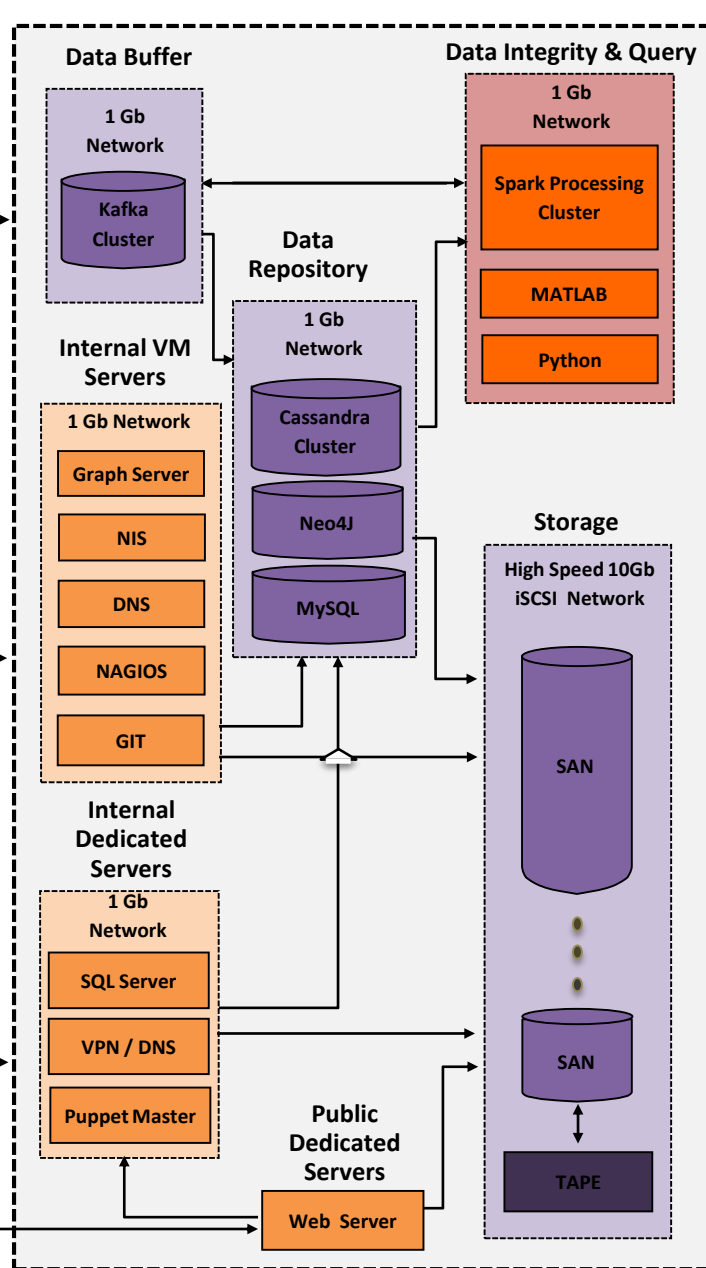 Data Buffer
1 Gb
Network
Kafka
Cluster
Data Integrity & Query
1 Gb
Network
Spark Processing
Cluster
MATLAB
Python
Data
Repository
1 Gb
Network
Cassandra
Cluster
Neo4J
MySQL
Internal VM
Servers
1 Gb Network
Graph Server
NIS
DNS
NAGIOS
GIT
Storage
High Speed 10Gb
iSCSI Network
SAN
SAN
TAPE
Internal
Dedicated
Servers
1 Gb
Network
SQL Server
VPN / DNS
Puppet Master
Public
Dedicated
Servers
Web Server